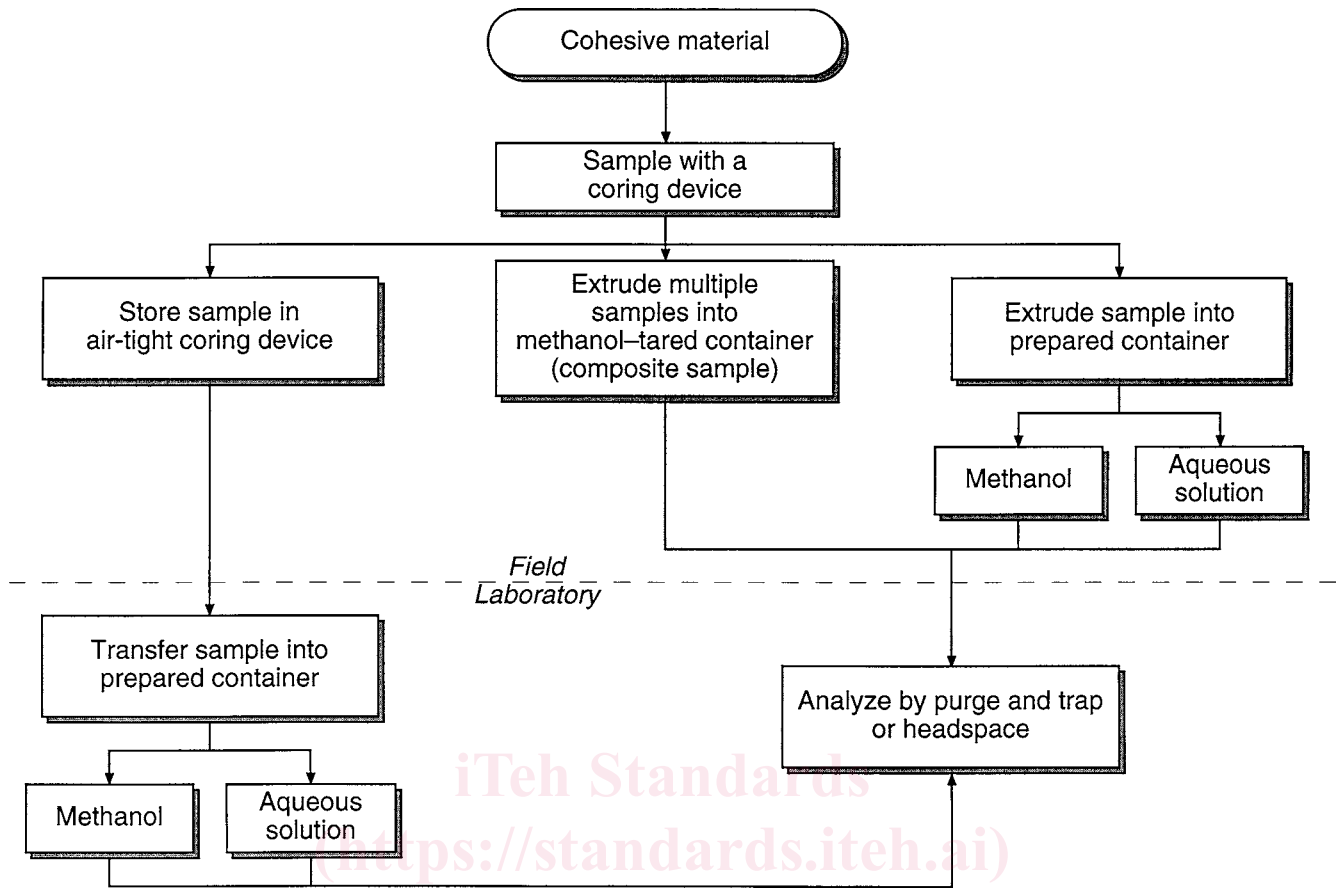 Cohesive material
Sample with a
coring device
Store sample in
air-tight coring device
Extrude multiple
samples into
methanol–tared container
(composite sample)
Extrude sample into
prepared container
Methanol
Aqueous
solution
Field
Laboratory
Transfer sample into
prepared container
Analyze by purge and trap
or headspace
Methanol
Aqueous
solution
iTeh Standards
(https://standards.iteh.ai)